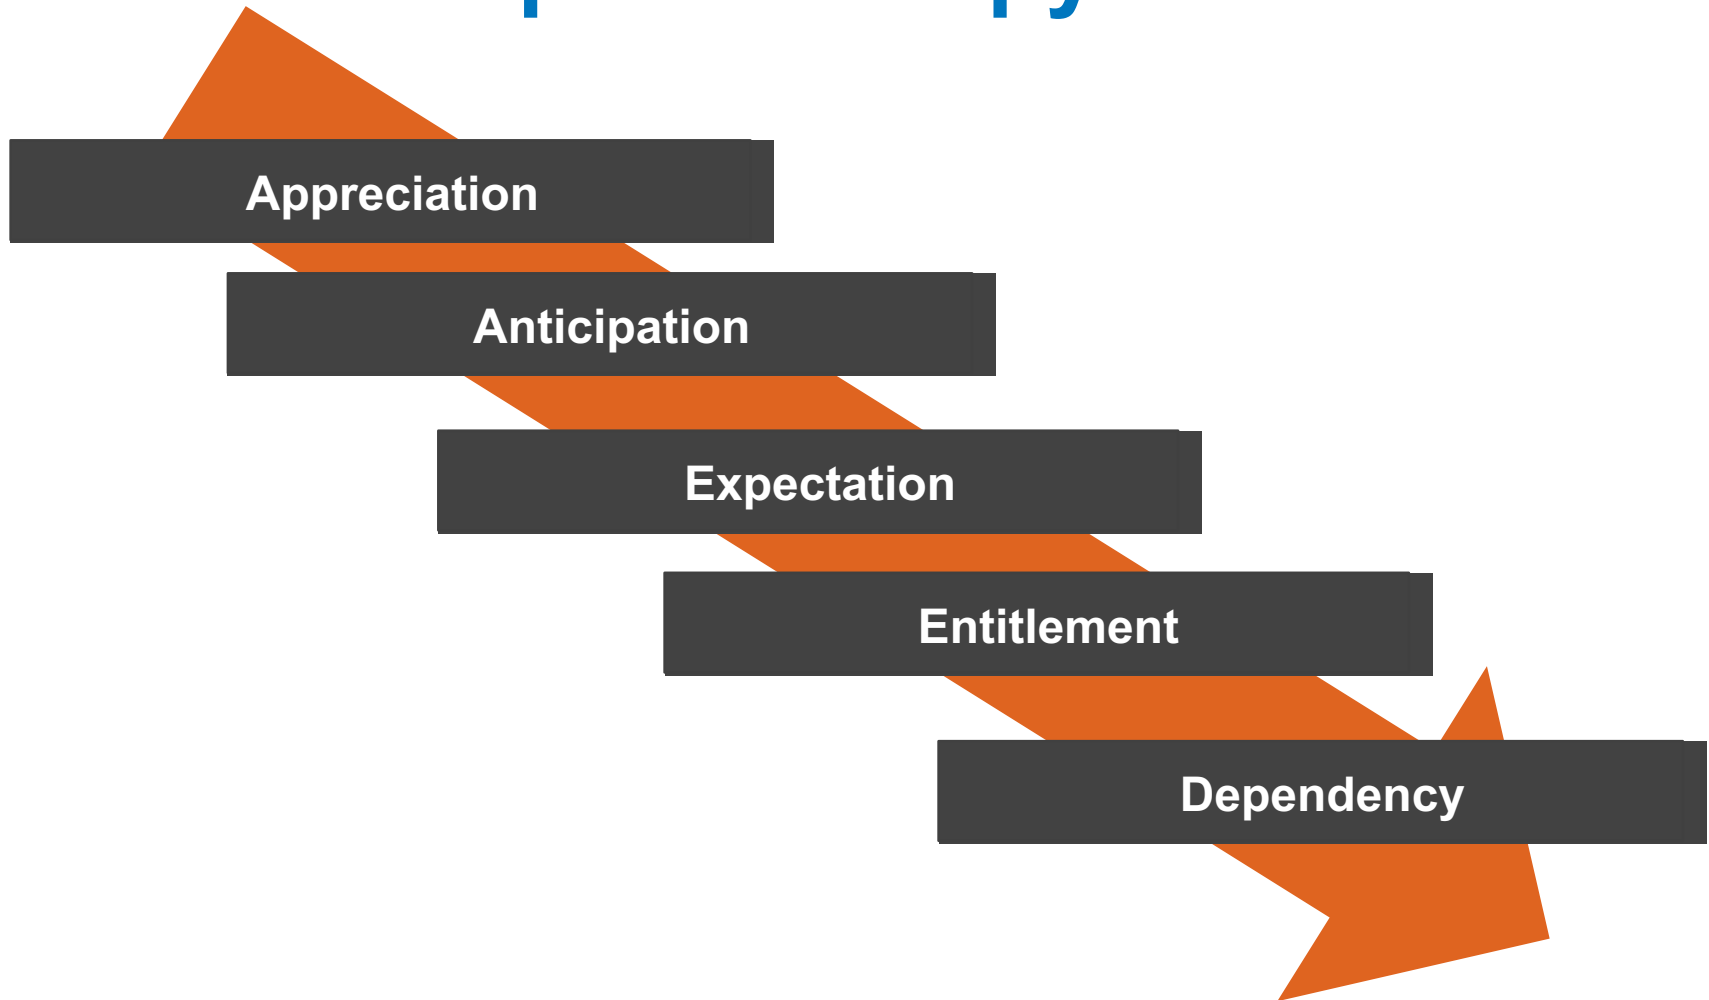 Appreciation
Anticipation
Expectation
Entitlement
Dependency